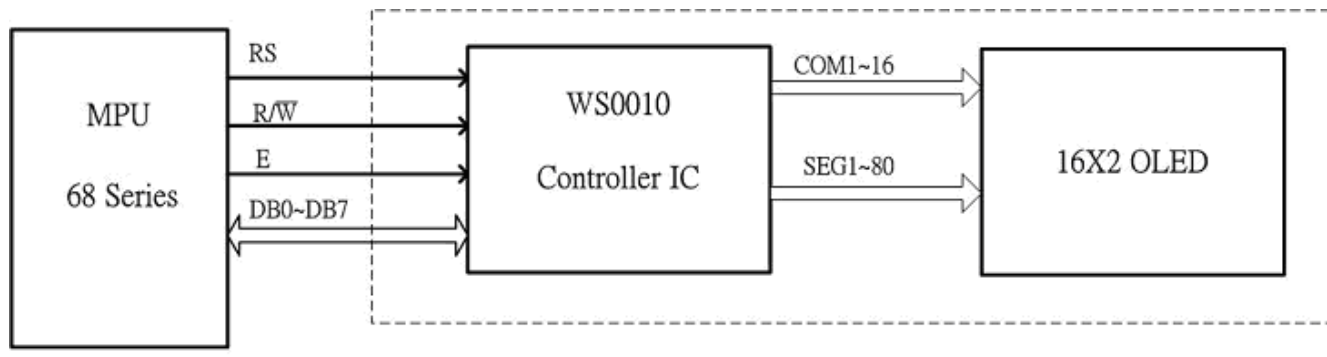 MPU
68 Series
RS
R/W̅
E
DB0~DB7
WS0010
Controller IC
COM1~16
SEG1~80
16X2 OLED